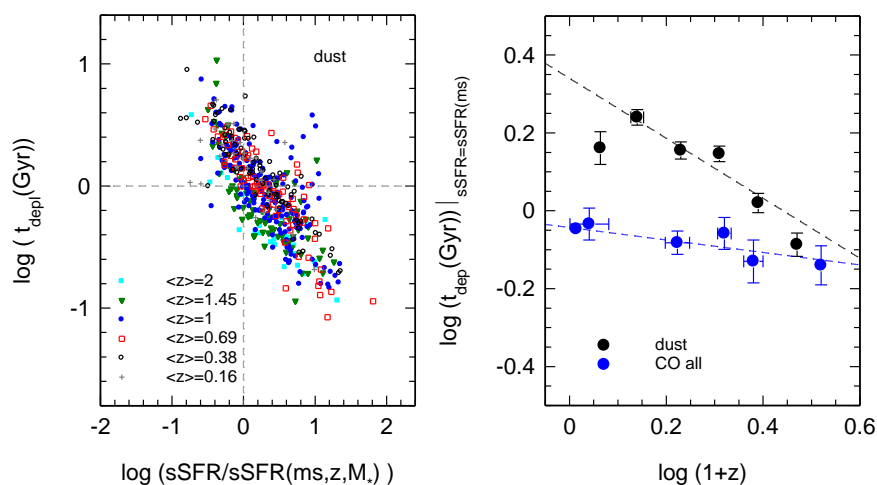 dust
log ( t_depl(Gyr))
1
0
-1
<z>=2
<z>=1.45
<z>=1
<z>=0.69
<z>=0.38
<z>=0.16
-2 -1 0 1 2
log (sSFR/sSFR(ms,z,M_*) )
log (t_dep(Gyr))|_sSFR=sSFR(ms)
0.4
0.2
-0
-0.2
-0.4
dust
CO all
0 0.2 0.4 0.6
log (1+z)